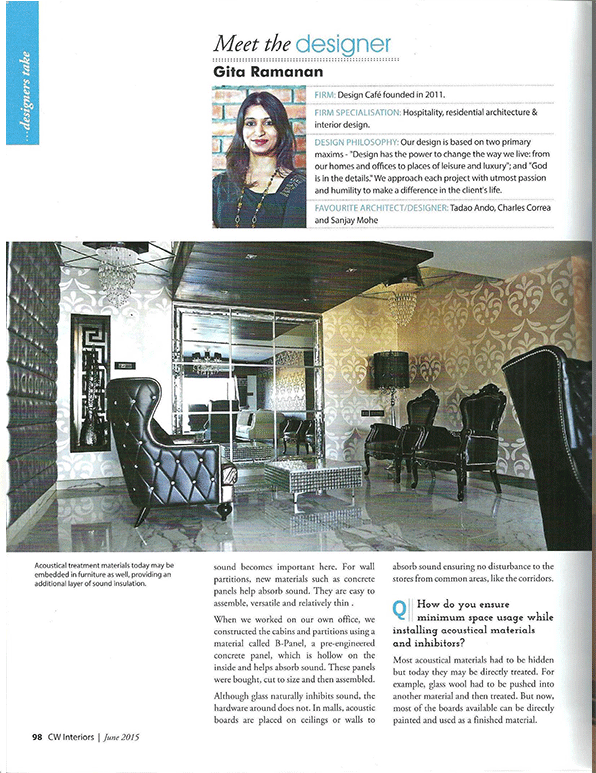 ...designers take
Meet the designer
Gita Ramanan
FIRM: Design Café founded in 2011.
FIRM SPECIALISATION: Hospitality, residential architecture &
interior design.
DESIGN PHILOSOPHY: Our design is based on two primary
maxims - "Design has the power to change the way we live: from
our homes and offices to places of leisure and luxury"; and "God
is in the details." We approach each project with utmost passion
and humility to make a difference in the client's life.
FAVOURITE ARCHITECT/DESIGNER: Tadao Ando, Charles Correa
and Sanjay Mohe
Acoustical treatment materials today may be
embedded in furniture as well, providing an
additional layer of sound insulation.
sound becomes important here. For wall
partitions, new materials such as concrete
panels help absorb sound. They are easy to
assemble, versatile and relatively thin .
When we worked on our own office, we
constructed the cabins and partitions using a
material called B-Panel, a pre-engineered
concrete panel, which is hollow on the
inside and helps absorb sound. These panels
were bought, cut to size and then assembled.
Although glass naturally inhibits sound, the
hardware around does not. In malls, acoustic
boards are placed on ceilings or walls to
absorb sound ensuring no disturbance to the
stores from common areas, like the corridors.
Q How do you ensure
minimum space usage while
installing acoustical materials
and inhibitors?
Most acoustical materials had to be hidden
but today they may be directly treated. For
example, glass wool had to be pushed into
another material and then treated. But now,
most of the boards available can be directly
painted and used as a finished material.
98 CW Interiors | June 2015